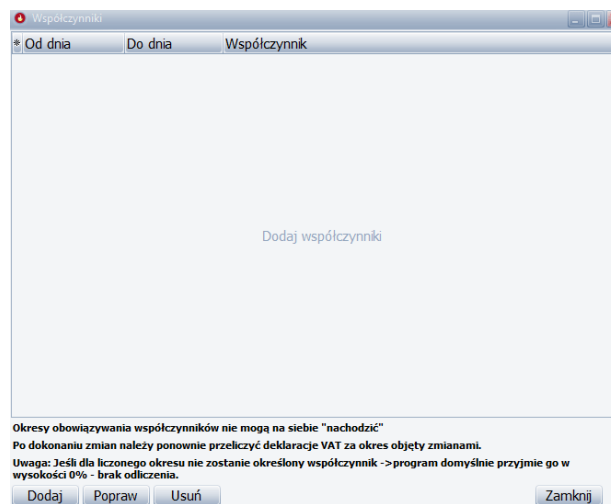 Współczynniki
* Od dnia Do dnia Współczynnik
Dodaj współczynniki
Okresy obowiązywania współczynników nie mogą na siebie "nachodzić"
Po dokonaniu zmian należy ponownie przeliczyć deklaracje VAT za okres objęty zmianami.
Uwaga: Jeśli dla liczonego okresu nie zostanie określony współczynnik ->program domyślnie przyjmie go w
wysokości 0% - brak odliczenia.
Dodaj Popraw Usuń Zamknij